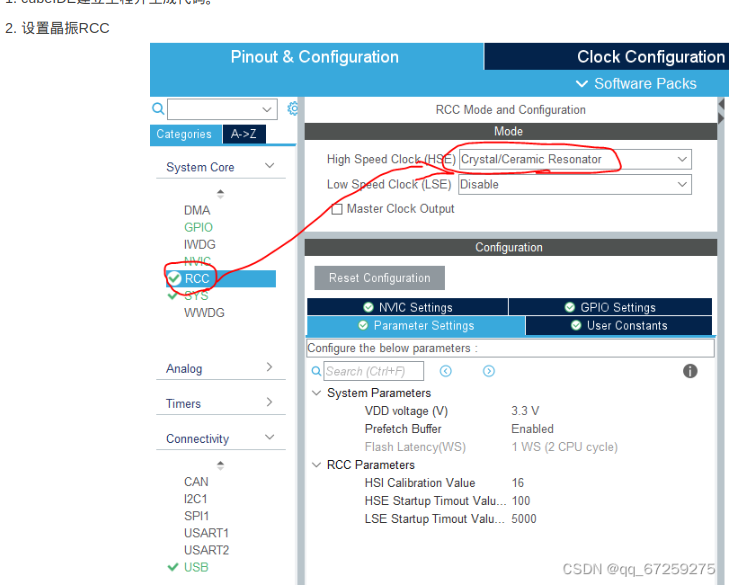 1. cubeIDE建立工程并生成代码。
2. 设置晶振RCC
Pinout & Configuration
Clock Configuration
Software Packs
Categories A->Z
System Core
DMA
GPIO
IWDG
NVIC
RCC
SYS
WWDG
Analog
Timers
Connectivity
CAN
I2C1
SPI1
USART1
USART2
USB
RCC Mode and Configuration
Mode
High Speed Clock (HSE) Crystal/Ceramic Resonator
Low Speed Clock (LSE) Disable
Master Clock Output
Configuration
Reset Configuration
NVIC Settings GPIO Settings
Parameter Settings User Constants
Configure the below parameters :
Search (Ctrl+F)
System Parameters
VDD voltage (V) 3.3 V
Prefetch Buffer Enabled
Flash Latency(WS) 1 WS (2 CPU cycle)
RCC Parameters
HSI Calibration Value 16
HSE Startup Timout Valu... 100
LSE Startup Timout Valu... 5000
CSDN @qq_67259275